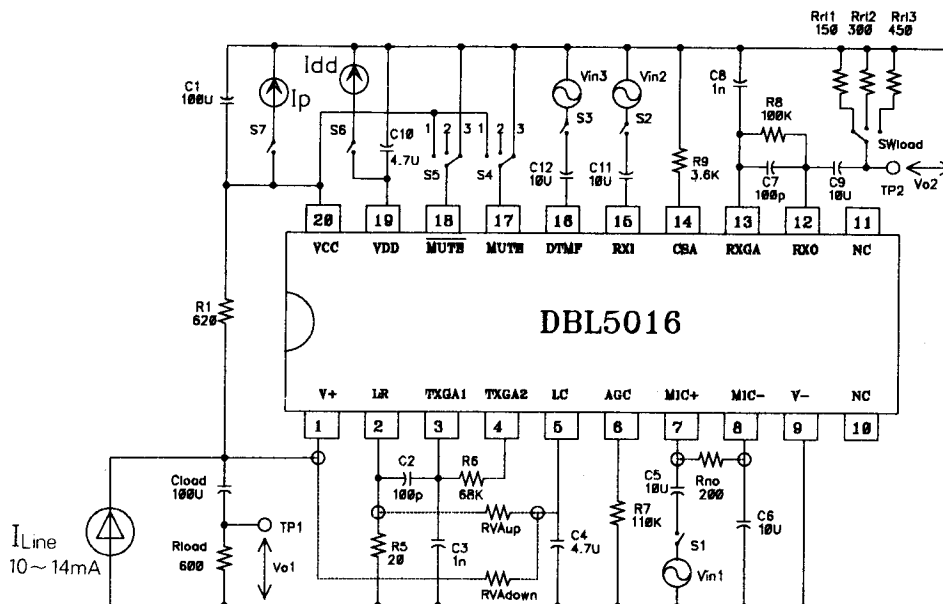 Rrl1 Rrl2 Rrl3
150 300 450
C1
100U
Ip
S7
Idd
S6
C10
4.7U
1 2 3
S5
1 2 3
S4
Vin3
S3
C12
10U
Vin2
S2
C11
10U
R9
3.6K
C8
1n
R8
100K
C7
100p
C9
10U
SWload
TP2
Vo2
20 19 18 17 16 15 14 13 12 11
VCC VDD MUTE MUTE DTMF RXI CSA RXGA RXO NC
R1
620
DBL5016
V+ LR TXGA1 TXGA2 LC AGC MIC+ MIC- V- NC
1 2 3 4 5 6 7 8 9 10
Cload
100U
TP1
Rload
600
Vo1
ILine
10~14mA
C2
100p
R6
68K
R5
20
C3
1n
RVAup
RVAdown
C4
4.7U
R7
110K
C5
10U
S1
Vin1
Rno
200
C6
10U